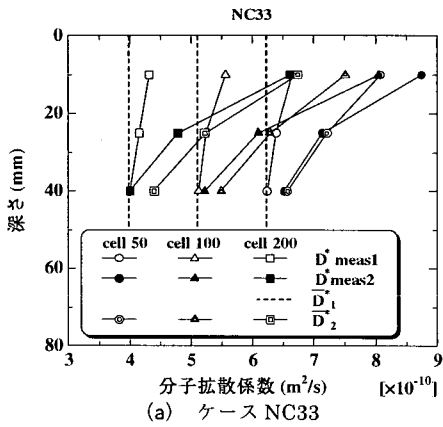 NC33
0
20
40
60
80
深さ (mm)
cell 50 cell 100 cell 200
D* meas1
D* meas2
D̅*₁
D̅*₂
3 4 5 6 7 8 9
分子拡散係数 (m²/s) [×10⁻¹⁰]
(a) ケース NC33